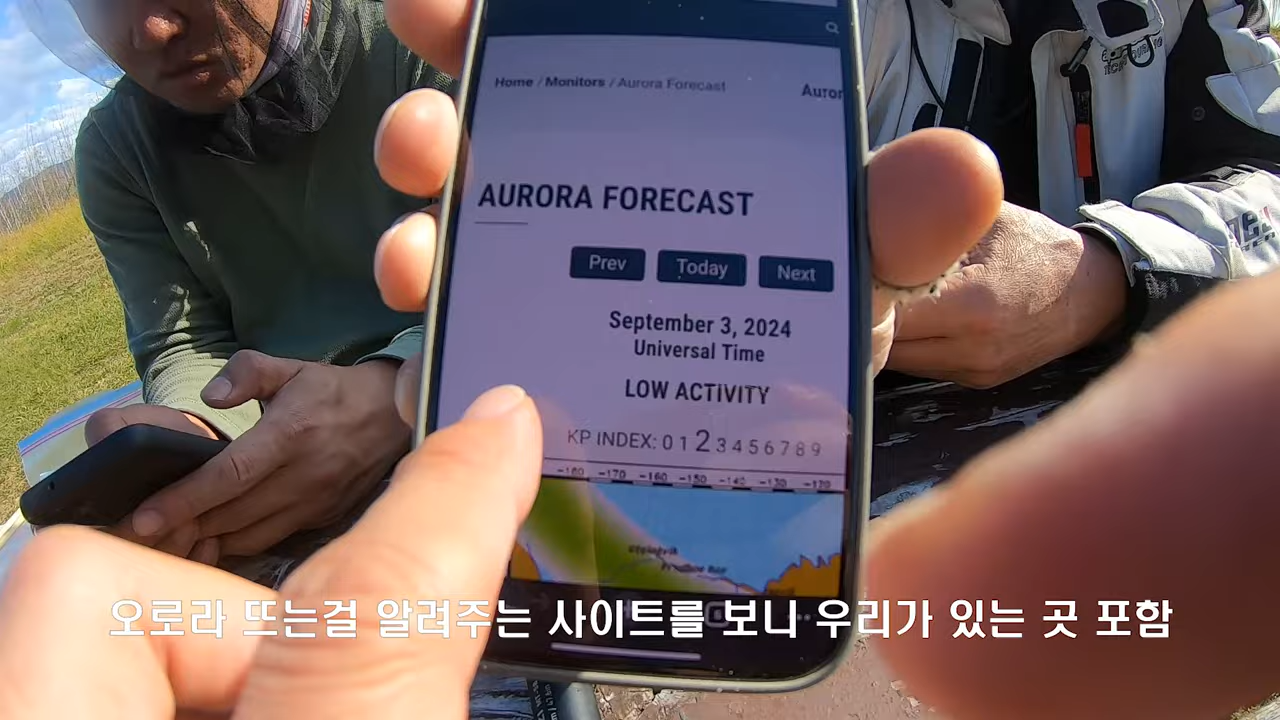 Home / Monitors / Aurora Forecast
Auror
AURORA FORECAST
Prev Today Next
September 3, 2024
Universal Time
LOW ACTIVITY
KP INDEX: 0 1 2 3 4 5 6 7 8 9
-180 -170 -160 -150 -140 -130 -120
오로라 뜨는걸 알려주는 사이트를 보니 우리가 있는 곳 포함